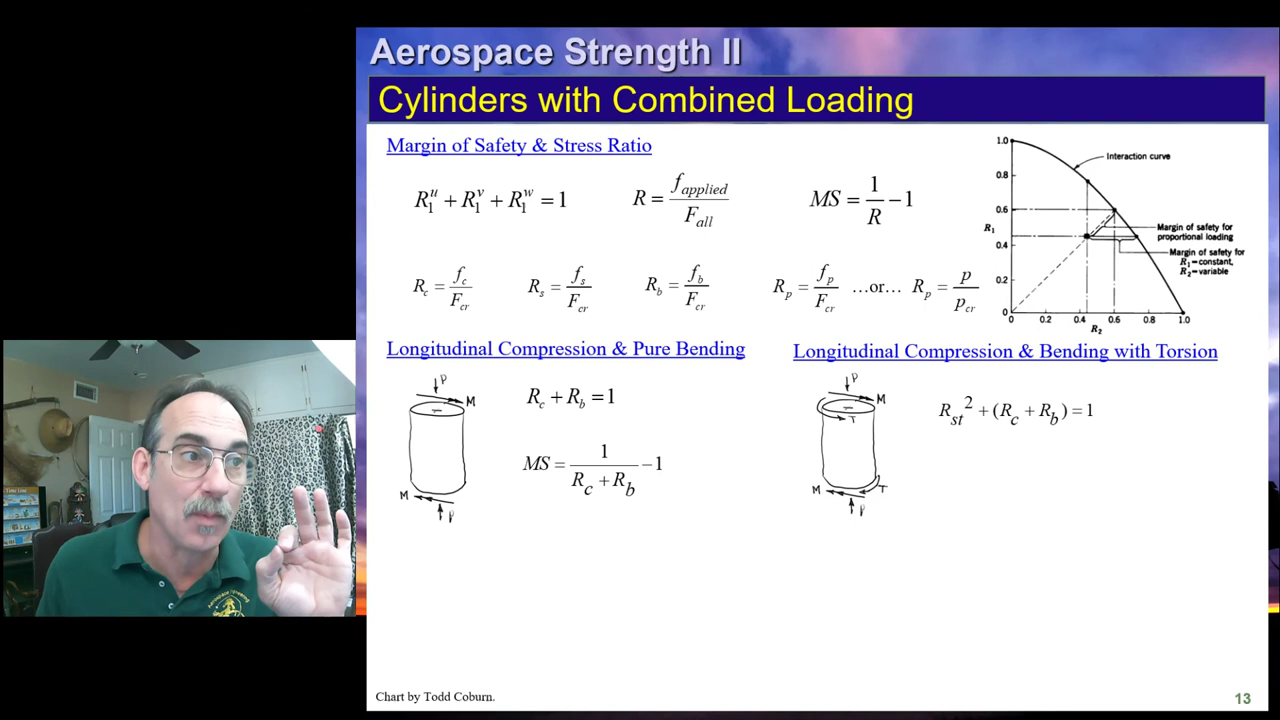 Aerospace Strength II
Cylinders with Combined Loading
Margin of Safety & Stress Ratio
R₁ᵘ + R₁ᵛ + R₁ʷ = 1
R = f_applied / F_all
MS = 1/R − 1
1.0
0.8
0.6
R₁
0.4
0.2
0
0 0.2 0.4 0.6 0.8 1.0
R₂
Interaction curve
Margin of safety for
proportional loading
Margin of safety for
R₁=constant,
R₂=variable
R_c = f_c / F_cr
R_s = f_s / F_cr
R_b = f_b / F_cr
R_p = f_p / F_cr …or… R_p = p / p_cr
Longitudinal Compression & Pure Bending
P
M
M
P
R_c + R_b = 1
MS = 1 / (R_c + R_b) − 1
Longitudinal Compression & Bending with Torsion
P
M
T
M
T
P
R_st² + (R_c + R_b) = 1
Chart by Todd Coburn.
13